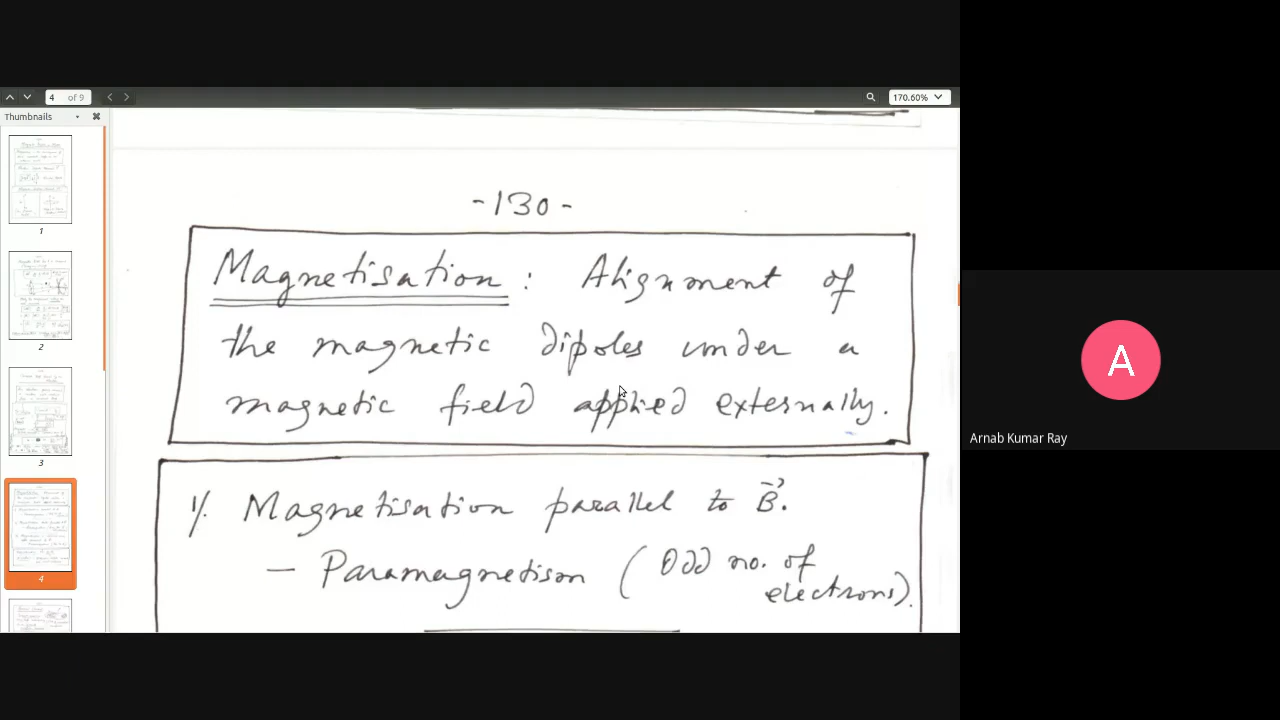 4 of 9
170.60%
Thumbnails
1
2
3
4
-130-
Magnetisation : Alignment of
the magnetic dipoles under a
magnetic field applied externally.
1/. Magnetisation parallel to B⃗.
— Paramagnetism ( Odd no. of
electrons).
A
Arnab Kumar Ray